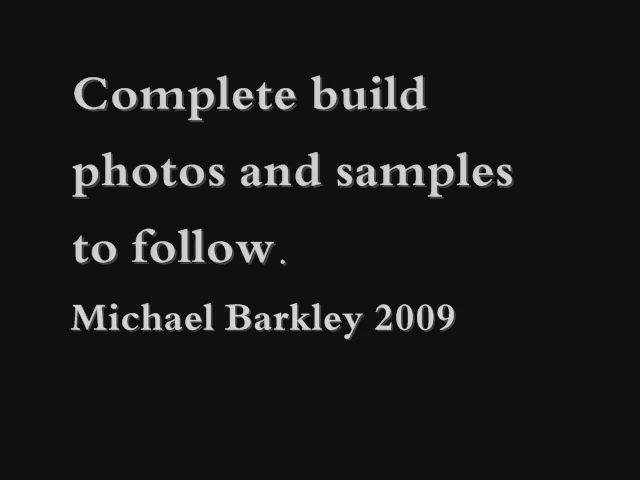 Complete build
photos and samples
to follow.
Michael Barkley 2009